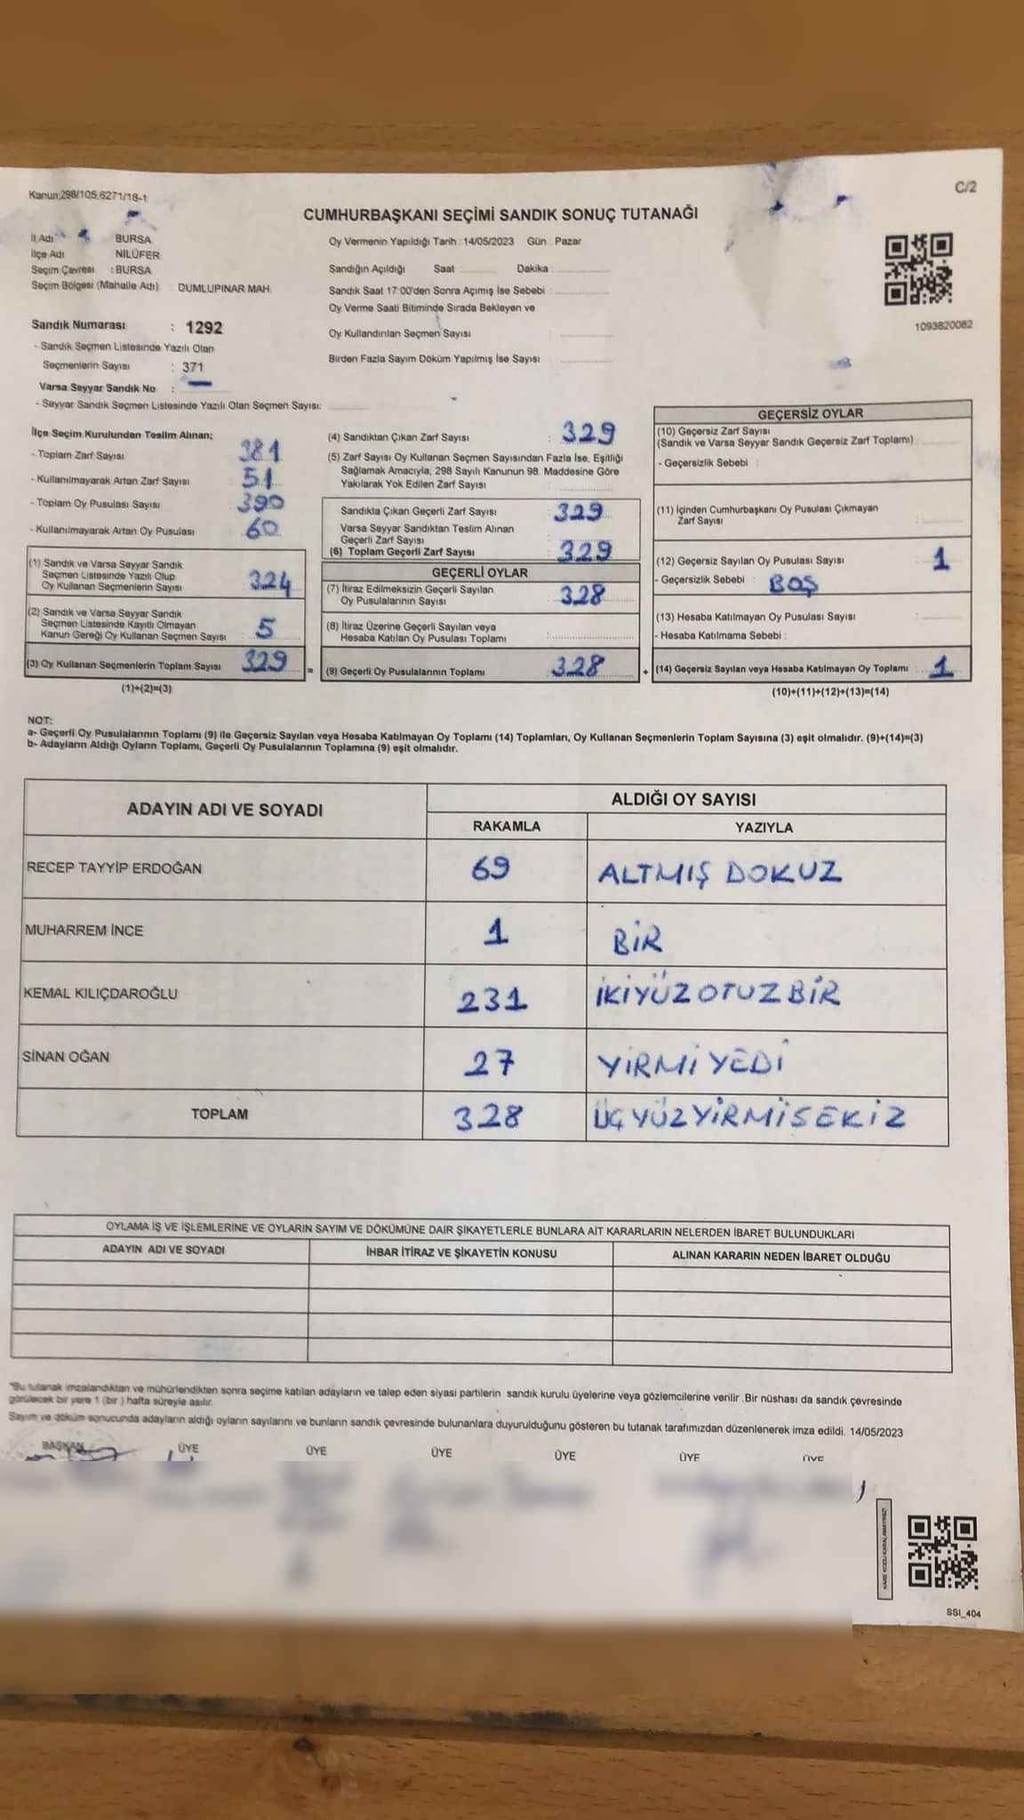 Kanun:298/105,6271/18-1
C/2
CUMHURBAŞKANI SEÇİMİ SANDIK SONUÇ TUTANAĞI
İl Adı BURSA
İlçe Adı NİLÜFER
Seçim Çevresi : BURSA
Seçim Bölgesi (Mahalle Adı) DUMLUPINAR MAH.
Oy Vermenin Yapıldığı Tarih : 14/05/2023 Gün : Pazar
Sandığın Açıldığı Saat Dakika
Sandık Saat 17:00'den Sonra Açımış İse Sebebi :
Oy Verme Saati Bitiminde Sırada Bekleyen ve
Oy Kullandırılan Seçmen Sayısı
Birden Fazla Sayım Döküm Yapılmış İse Sayısı
1093820082
Sandık Numarası : 1292
- Sandık Seçmen Listesinde Yazılı Olan
Seçmenlerin Sayısı : 371
Varsa Seyyar Sandık No : —
- Seyyar Sandık Seçmen Listesinde Yazılı Olan Seçmen Sayısı:
İlçe Seçim Kurulundan Teslim Alınan;
- Toplam Zarf Sayısı 381
- Kullanılmayarak Artan Zarf Sayısı 51
- Toplam Oy Pusulası Sayısı 390
- Kullanılmayarak Artan Oy Pusulası 60
(1) Sandık ve Varsa Seyyar Sandık
Seçmen Listesinde Yazılı Olup
Oy Kullanan Seçmenlerin Sayısı 324
(2) Sandık ve Varsa Seyyar Sandık
Seçmen Listesinde Kayıtlı Olmayan
Kanun Gereği Oy Kullanan Seçmen Sayısı 5
(3) Oy Kullanan Seçmenlerin Toplam Sayısı 329
(1)+(2)=(3)
(4) Sandıktan Çıkan Zarf Sayısı : 329
(5) Zarf Sayısı Oy Kullanan Seçmen Sayısından Fazla İse, Eşitliği
Sağlamak Amacıyla, 298 Sayılı Kanunun 98. Maddesine Göre
Yakılarak Yok Edilen Zarf Sayısı
Sandıkta Çıkan Geçerli Zarf Sayısı : 329
Varsa Seyyar Sandıktan Teslim Alınan
Geçerli Zarf Sayısı
(6) Toplam Geçerli Zarf Sayısı 329
GEÇERLİ OYLAR
(7) İtiraz Edilmeksizin Geçerli Sayılan
Oy Pusulalarının Sayısı 328
(8) İtiraz Üzerine Geçerli Sayılan veya
Hesaba Katılan Oy Pusulası Toplamı
= (9) Geçerli Oy Pusulalarının Toplamı 328
GEÇERSİZ OYLAR
(10) Geçersiz Zarf Sayısı
(Sandık ve Varsa Seyyar Sandık Geçersiz Zarf Toplamı)
- Geçersizlik Sebebi :
(11) İçinden Cumhurbaşkanı Oy Pusulası Çıkmayan
Zarf Sayısı
(12) Geçersiz Sayılan Oy Pusulası Sayısı 1
- Geçersizlik Sebebi BOŞ
(13) Hesaba Katılmayan Oy Pusulası Sayısı
- Hesaba Katılmama Sebebi :
+ (14) Geçersiz Sayılan veya Hesaba Katılmayan Oy Toplamı 1
(10)+(11)+(12)+(13)=(14)
NOT:
a- Geçerli Oy Pusulalarının Toplamı (9) ile Geçersiz Sayılan veya Hesaba Katılmayan Oy Toplamı (14) Toplamları, Oy Kullanan Seçmenlerin Toplam Sayısına (3) eşit olmalıdır. (9)+(14)=(3)
b- Adayların Aldığı Oyların Toplamı, Geçerli Oy Pusulalarının Toplamına (9) eşit olmalıdır.
ADAYIN ADI VE SOYADI ALDIĞI OY SAYISI
RAKAMLA YAZIYLA
RECEP TAYYİP ERDOĞAN 69 ALTMIŞ DOKUZ
MUHARREM İNCE 1 BİR
KEMAL KILIÇDAROĞLU 231 İKİYÜZOTUZBİR
SİNAN OĞAN 27 YİRMİYEDİ
TOPLAM 328 ÜÇYÜZYİRMİSEKİZ
OYLAMA İŞ VE İŞLEMLERİNE VE OYLARIN SAYIM VE DÖKÜMÜNE DAİR ŞİKAYETLERLE BUNLARA AİT KARARLARIN NELERDEN İBARET BULUNDUKLARI
ADAYIN ADI VE SOYADI İHBAR İTİRAZ VE ŞİKAYETİN KONUSU ALINAN KARARIN NEDEN İBARET OLDUĞU
"Bu tutanak imzalandıktan ve mühürlendikten sonra seçime katılan adayların ve talep eden siyasi partilerin sandık kurulu üyelerine veya gözlemcilerine verilir .Bir nüshası da sandık çevresinde
görülecek bir yere 1 (bir ) hafta süreyle asılır.
Sayım ve döküm sonucunda adayların aldığı oyların sayılarını ve bunların sandık çevresinde bulunanlara duyurulduğunu gösteren bu tutanak tarafımızdan düzenlenerek imza edildi. 14/05/2023
BAŞKAN ÜYE ÜYE ÜYE ÜYE ÜYE ÜYE
SSI_404